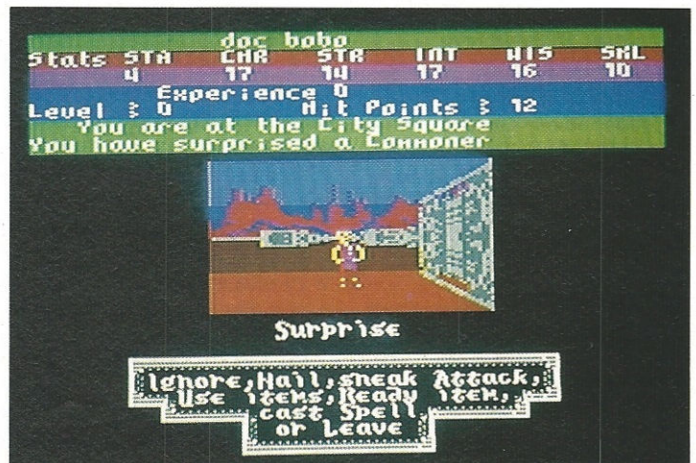 doc bobo
Stats STA CHR STR INT WIS SKL
4 17 14 17 16 10
Experience 0
Level : 0 Hit Points : 12
You are at the City Square
You have surprised a Commoner
Surprise
Ignore, Hail, sneak Attack,
Use items, Ready item,
cast Spell
or Leave